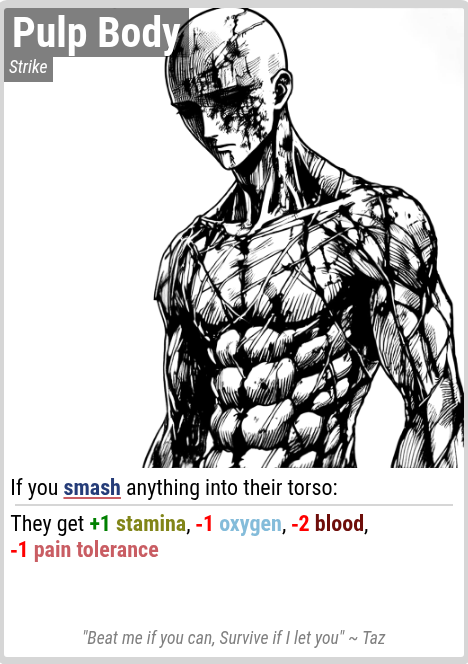 Pulp Body
Strike
If you smash anything into their torso:
They get +1 stamina, -1 oxygen, -2 blood,
-1 pain tolerance
"Beat me if you can, Survive if I let you" ~ Taz